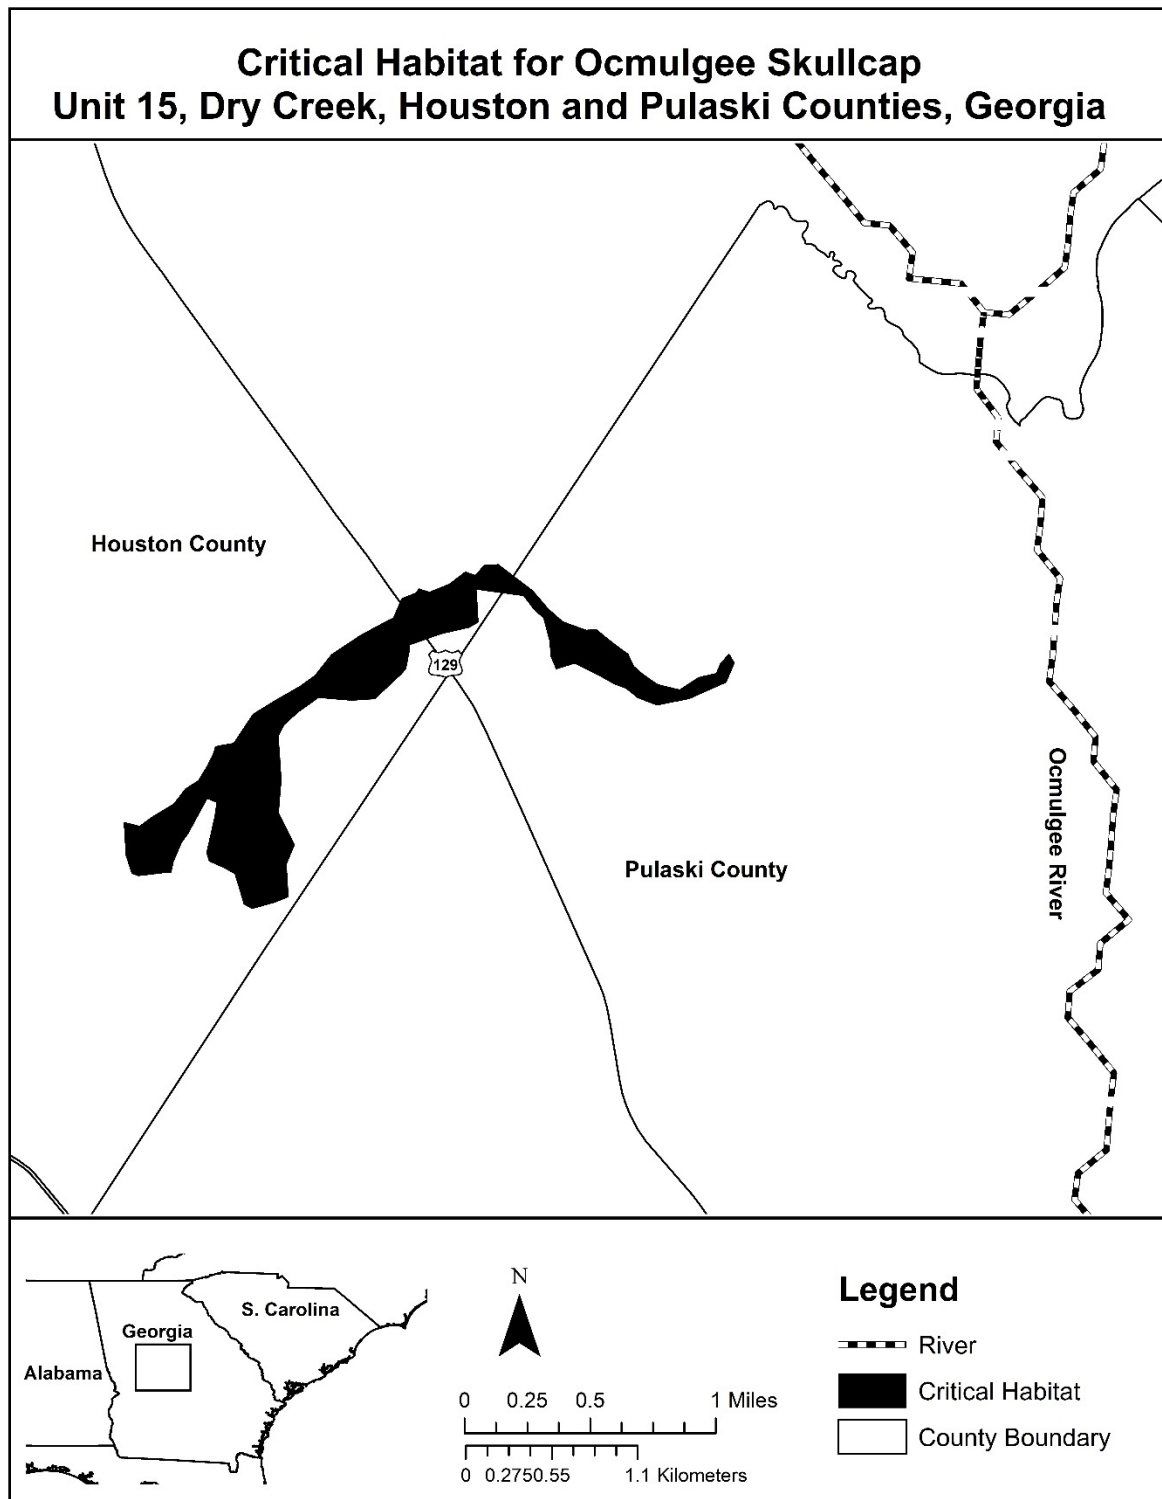 Critical Habitat for Ocmulgee Skullcap
Unit 15, Dry Creek, Houston and Pulaski Counties, Georgia
Houston County
129
Pulaski County
Ocmulgee River
S. Carolina
Georgia
Alabama
N
0 0.25 0.5 1 Miles
0 0.2750.55 1.1 Kilometers
Legend
River
Critical Habitat
County Boundary